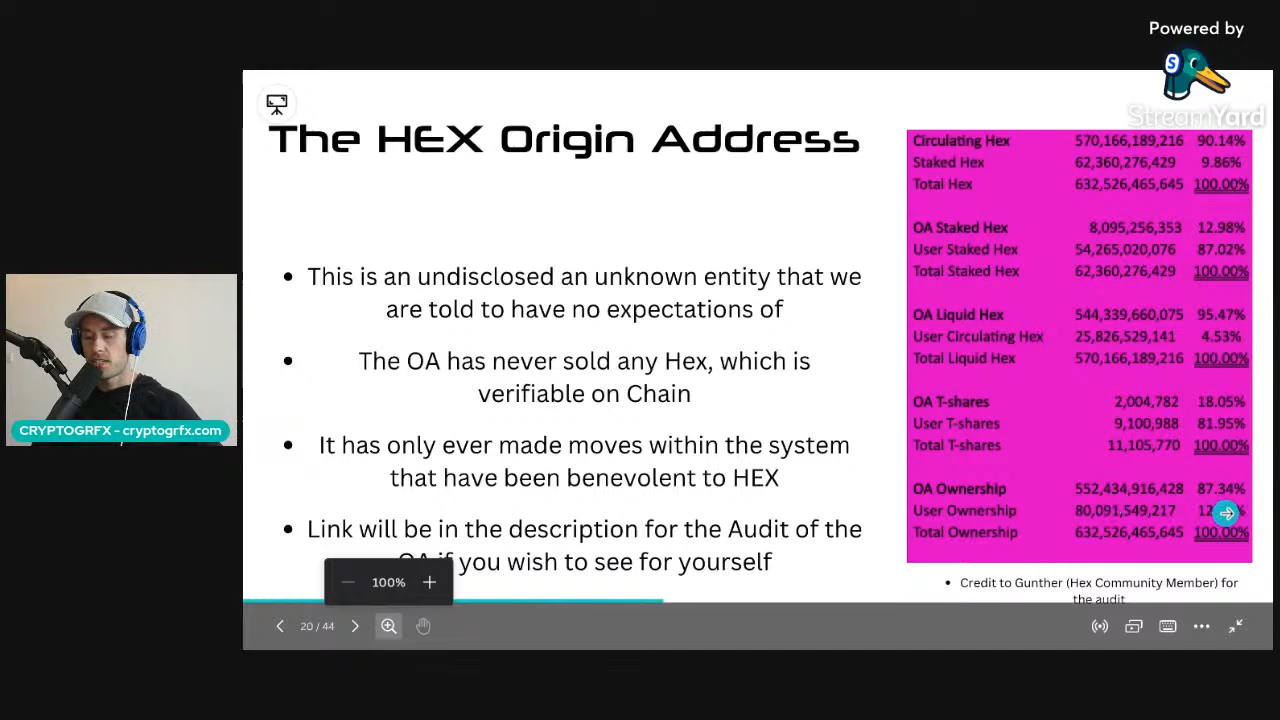 Powered by
StreamYard
The HEX Origin Address
This is an undisclosed an unknown entity that we
are told to have no expectations of
The OA has never sold any Hex, which is
verifiable on Chain
It has only ever made moves within the system
that have been benevolent to HEX
Link will be in the description for the Audit of the
if you wish to see for yourself
Circulating Hex 570,166,189,216 90.14%
Staked Hex 62,360,276,429 9.86%
Total Hex 632,526,465,645 100.00%
OA Staked Hex 8,095,256,353 12.98%
User Staked Hex 54,265,020,076 87.02%
Total Staked Hex 62,360,276,429 100.00%
OA Liquid Hex 544,339,660,075 95.47%
User Circulating Hex 25,826,529,141 4.53%
Total Liquid Hex 570,166,189,216 100.00%
OA T-shares 2,004,782 18.05%
User T-shares 9,100,988 81.95%
Total T-shares 11,105,770 100.00%
OA Ownership 552,434,916,428 87.34%
User Ownership 80,091,549,217
Total Ownership 632,526,465,645 100.00%
Credit to Gunther (Hex Community Member) for
the audit
CRYPTOGRFX - cryptogrfx.com
100%
20 / 44